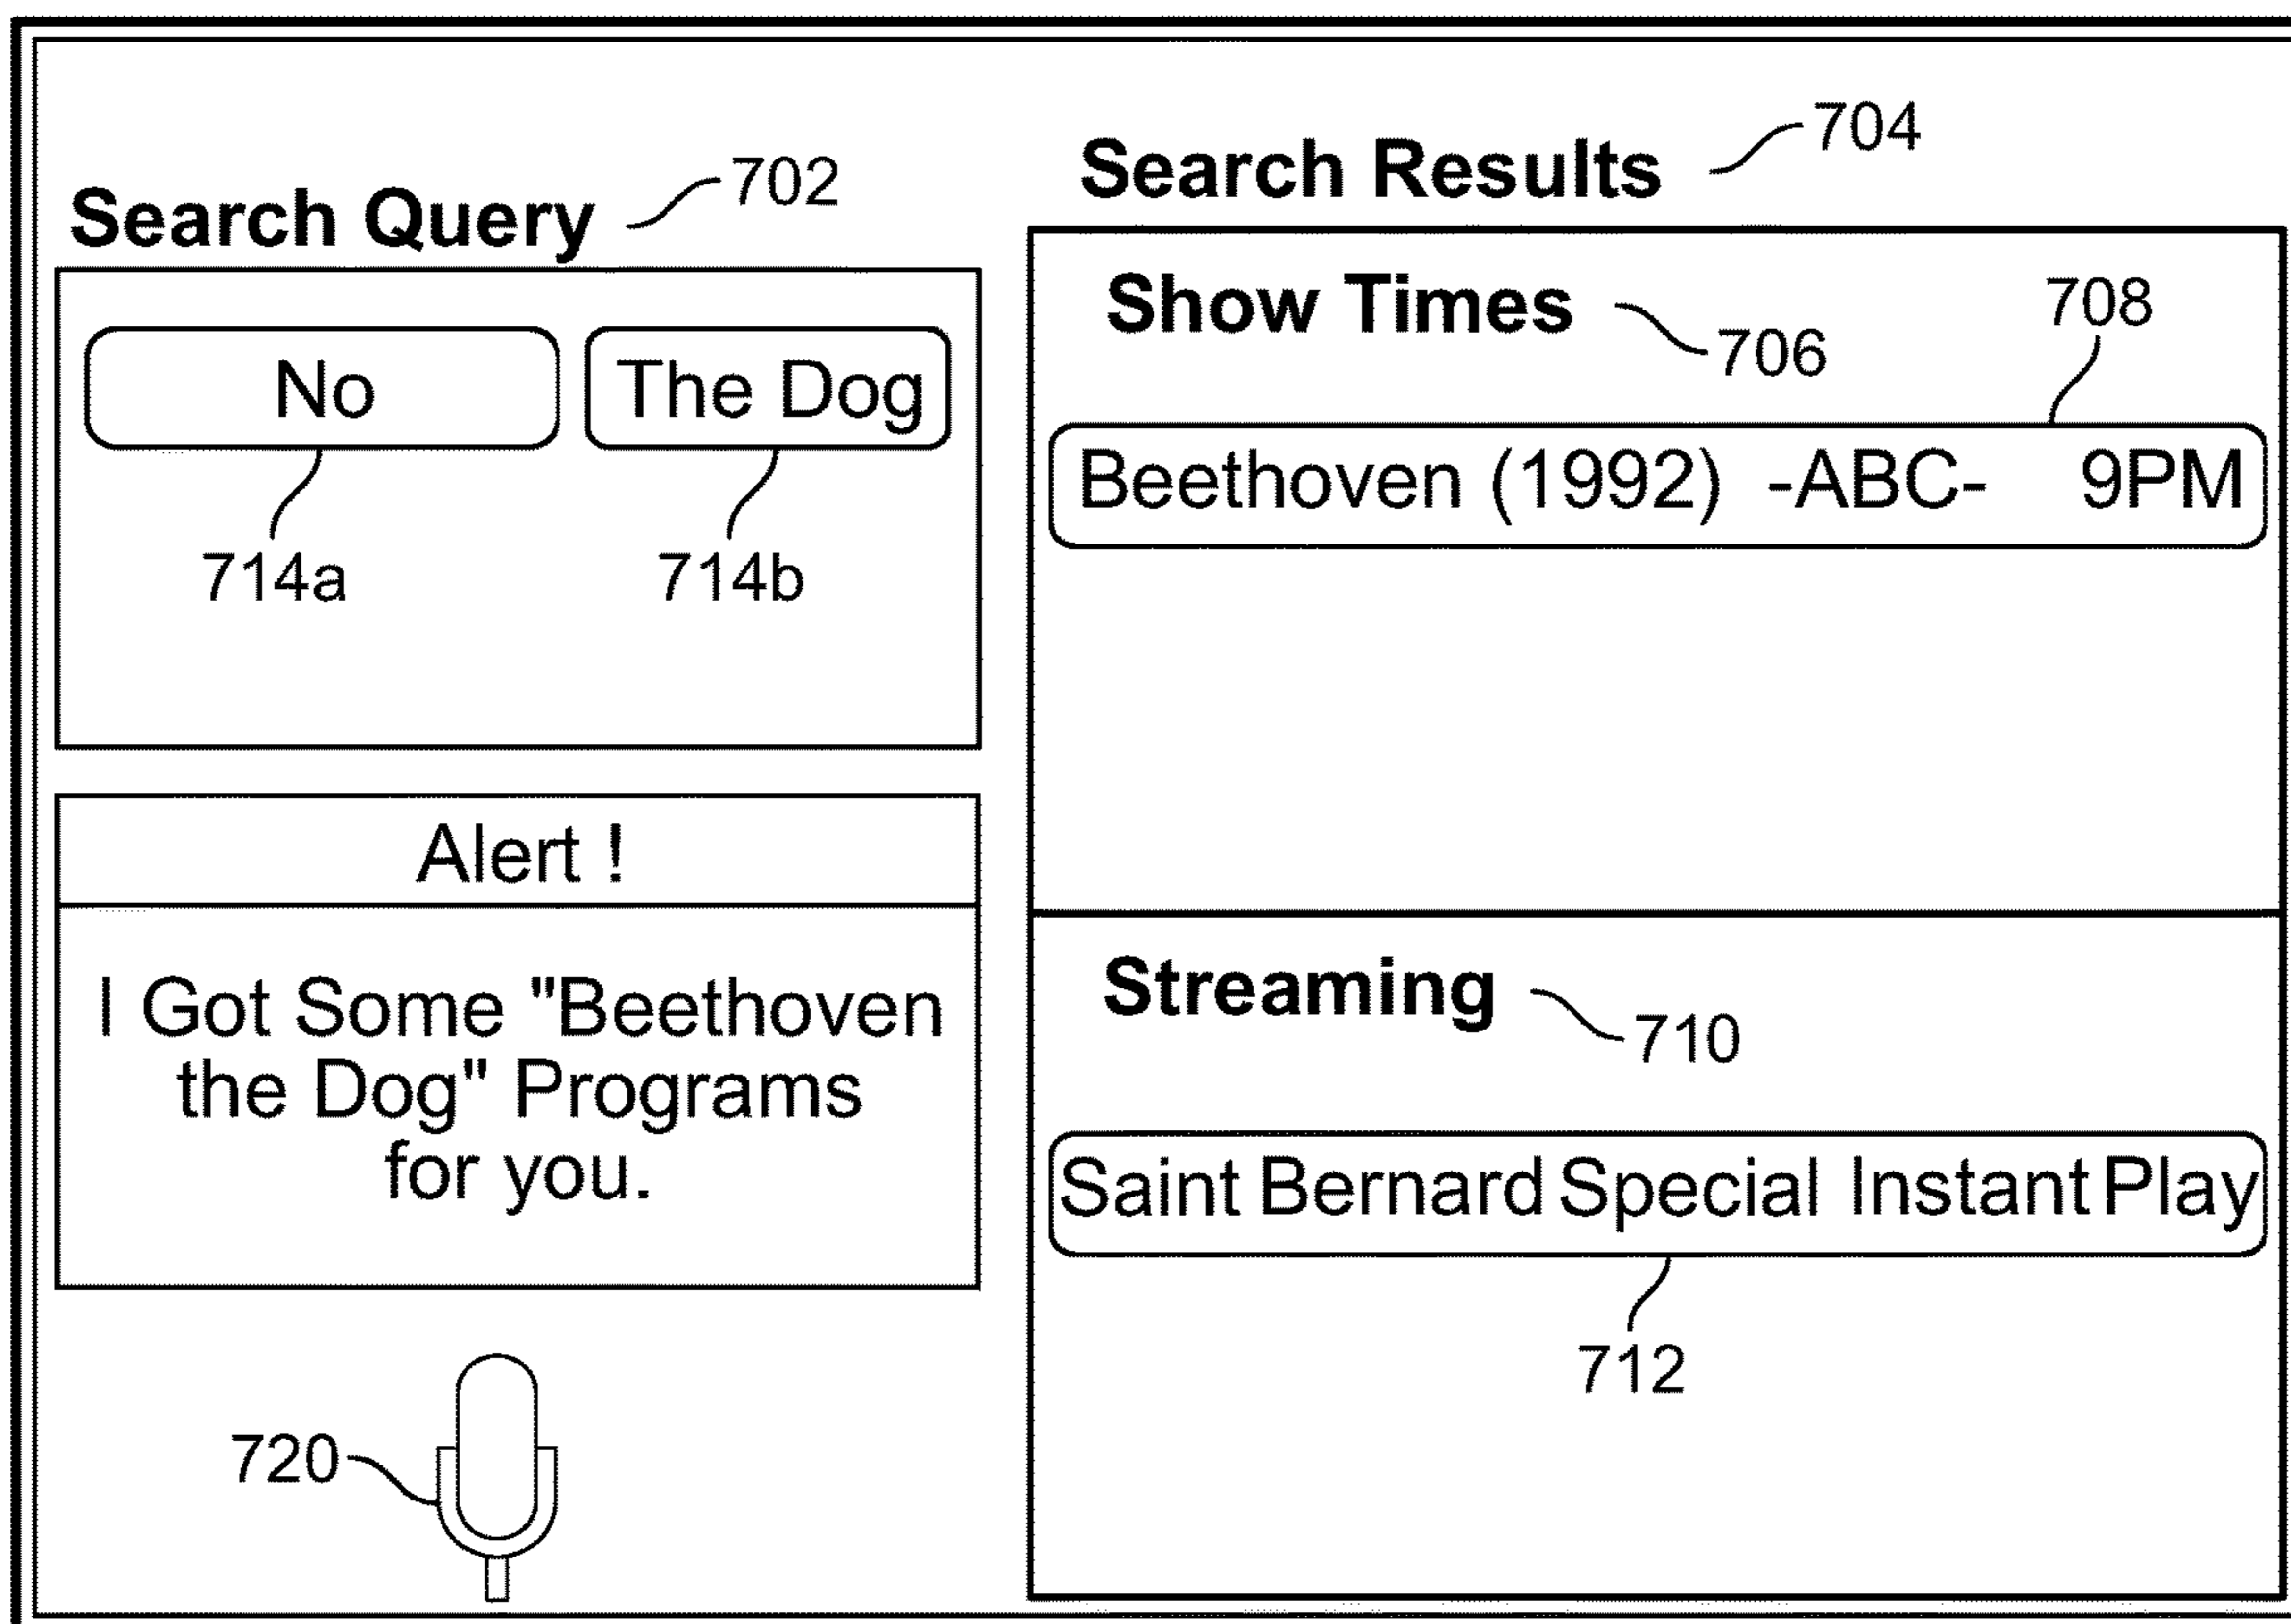 Search Query 702
No The Dog
714a 714b
Alert !
I Got Some "Beethoven
the Dog" Programs
for you.
720
Search Results 704
Show Times 706
708
Beethoven (1992) -ABC- 9PM
Streaming 710
Saint Bernard Special Instant Play
712